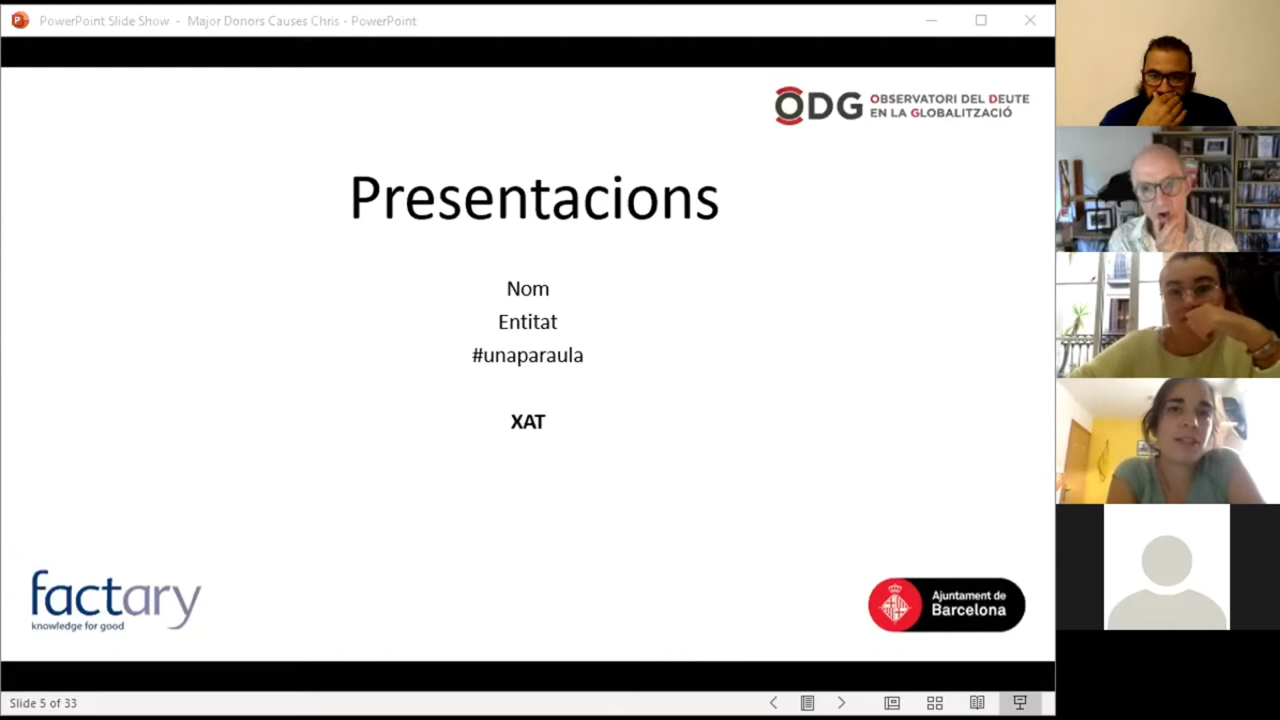 PowerPoint Slide Show - Major Donors Causes Chris - PowerPoint
ODG OBSERVATORI DEL DEUTE
EN LA GLOBALITZACIÓ
Presentacions
Nom
Entitat
#unaparaula
XAT
factary
knowledge for good
Ajuntament de
Barcelona
Slide 5 of 33